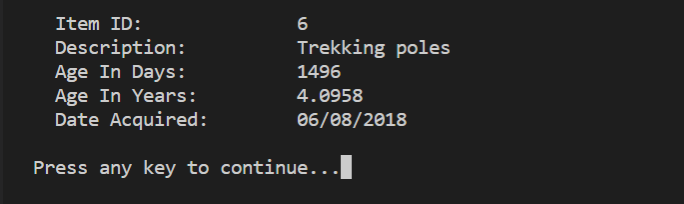 Item ID: 6
Description: Trekking poles
Age In Days: 1496
Age In Years: 4.0958
Date Acquired: 06/08/2018
Press any key to continue...